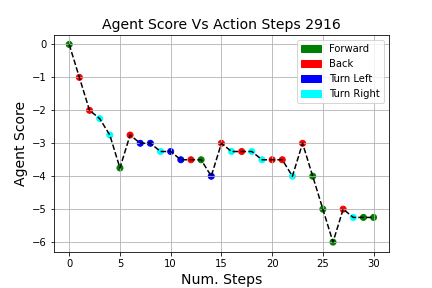 Agent Score Vs Action Steps 2916
Forward
Back
Turn Left
Turn Right
Agent Score
0
−1
−2
−3
−4
−5
−6
0 5 10 15 20 25 30
Num. Steps